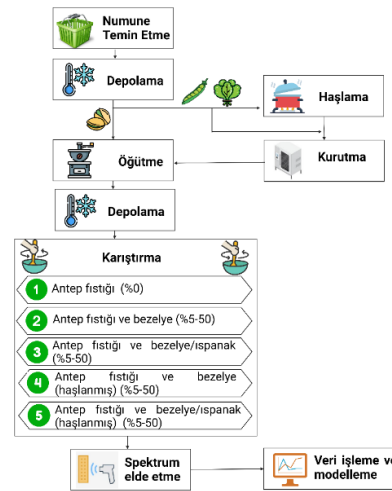 Numune
Temin Etme
Depolama
Haşlama
Öğütme
Kurutma
Depolama
Karıştırma
1 Antep fıstığı (%0)
2 Antep fıstığı ve bezelye (%5-50)
3 Antep fıstığı ve bezelye/ıspanak
(%5-50)
4 Antep fıstığı ve bezelye
(haşlanmış) (%5-50)
5 Antep fıstığı ve bezelye/ıspanak
(haşlanmış) (%5-50)
Spektrum
elde etme
Veri işleme ve
modelleme